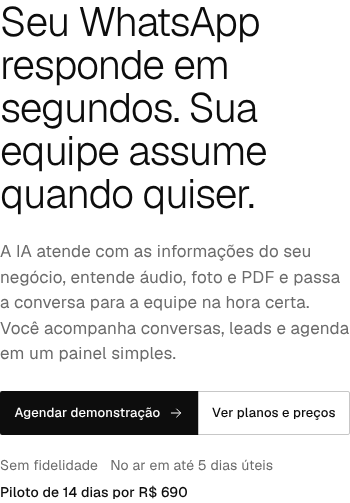 Seu WhatsApp
responde em
segundos. Sua
equipe assume
quando quiser.
A IA atende com as informações do seu
negócio, entende áudio, foto e PDF e passa
a conversa para a equipe na hora certa.
Você acompanha conversas, leads e agenda
em um painel simples.
Agendar demonstração → Ver planos e preços
Sem fidelidade No ar em até 5 dias úteis
Piloto de 14 dias por R$ 690